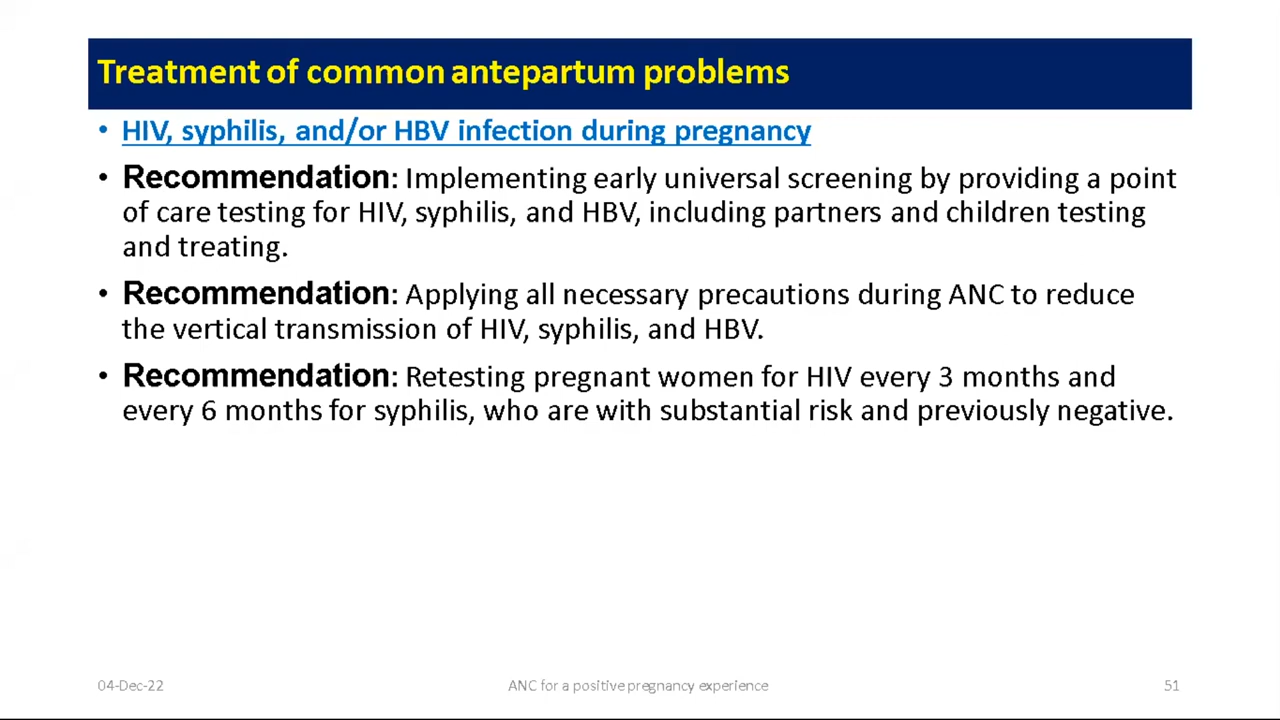 Treatment of common antepartum problems
• HIV, syphilis, and/or HBV infection during pregnancy
• Recommendation: Implementing early universal screening by providing a point
of care testing for HIV, syphilis, and HBV, including partners and children testing
and treating.
• Recommendation: Applying all necessary precautions during ANC to reduce
the vertical transmission of HIV, syphilis, and HBV.
• Recommendation: Retesting pregnant women for HIV every 3 months and
every 6 months for syphilis, who are with substantial risk and previously negative.
04-Dec-22
ANC for a positive pregnancy experience
51